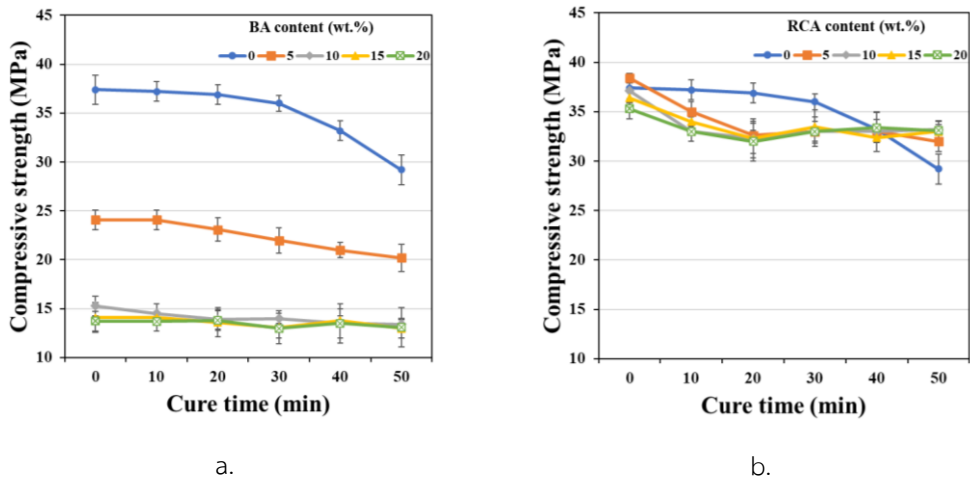 BA content (wt.%)
0 5 10 15 20
Compressive strength (MPa)
45
40
35
30
25
20
15
10
0 10 20 30 40 50
Cure time (min)
a.
RCA content (wt.%)
0 5 10 15 20
Compressive strength (MPa)
45
40
35
30
25
20
15
10
0 10 20 30 40 50
Cure time (min)
b.